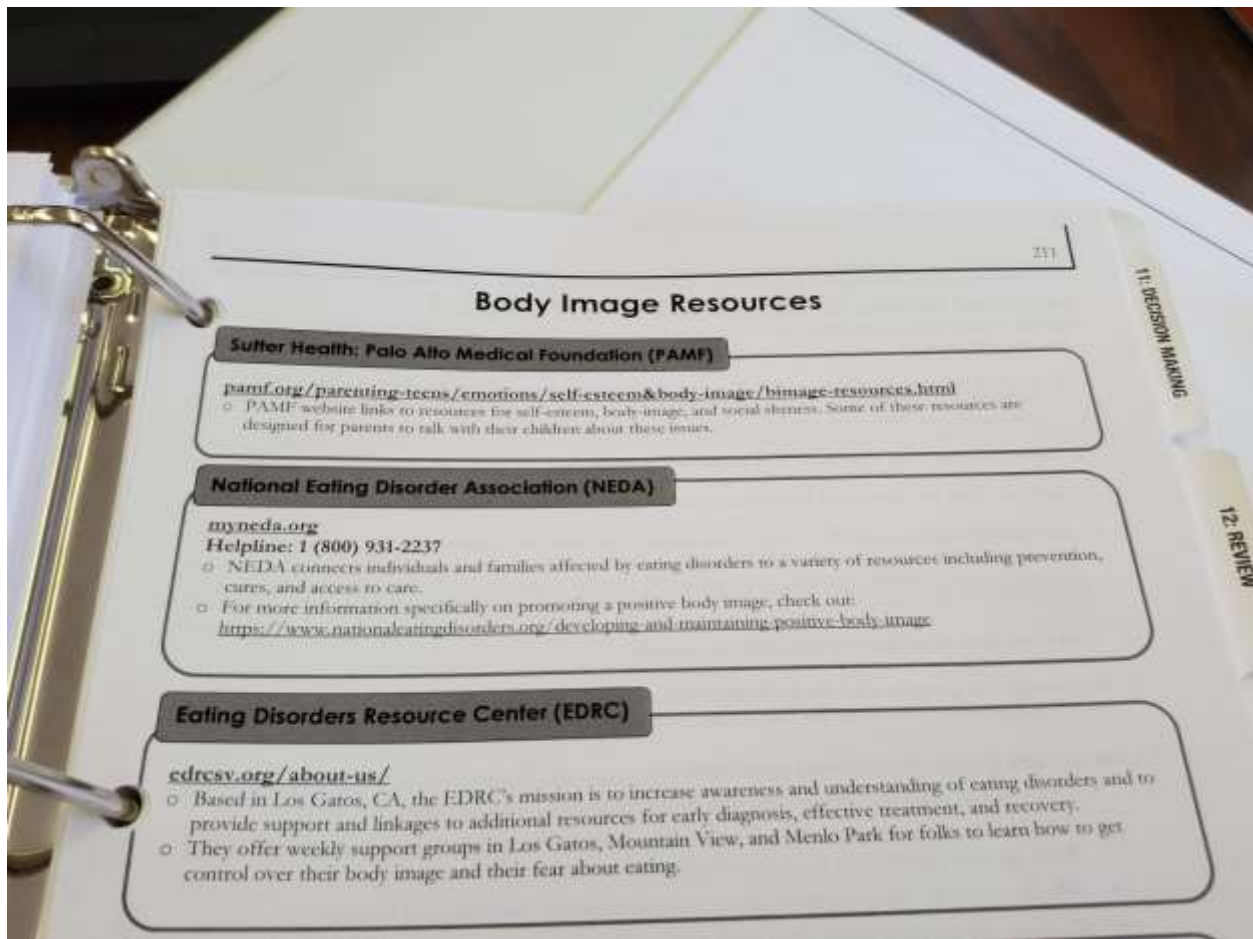 211
Body Image Resources
Sutter Health: Palo Alto Medical Foundation (PAMF)
pamf.org/parenting-teens/emotions/self-esteem&body-image/bimage-resources.html
○ PAMF website links to resources for self-esteem, body-image, and social shyness. Some of these resources are
designed for parents to talk with their children about these issues.
National Eating Disorder Association (NEDA)
myneda.org
Helpline: 1 (800) 931-2237
○ NEDA connects individuals and families affected by eating disorders to a variety of resources including prevention,
cures, and access to care.
○ For more information specifically on promoting a positive body image, check out:
https://www.nationaleatingdisorders.org/developing-and-maintaining-positive-body-image
Eating Disorders Resource Center (EDRC)
edrcsv.org/about-us/
○ Based in Los Gatos, CA, the EDRC's mission is to increase awareness and understanding of eating disorders and to
provide support and linkages to additional resources for early diagnosis, effective treatment, and recovery.
○ They offer weekly support groups in Los Gatos, Mountain View, and Menlo Park for folks to learn how to get
control over their body image and their fear about eating.
11: DECISION MAKING
12: REVIEW